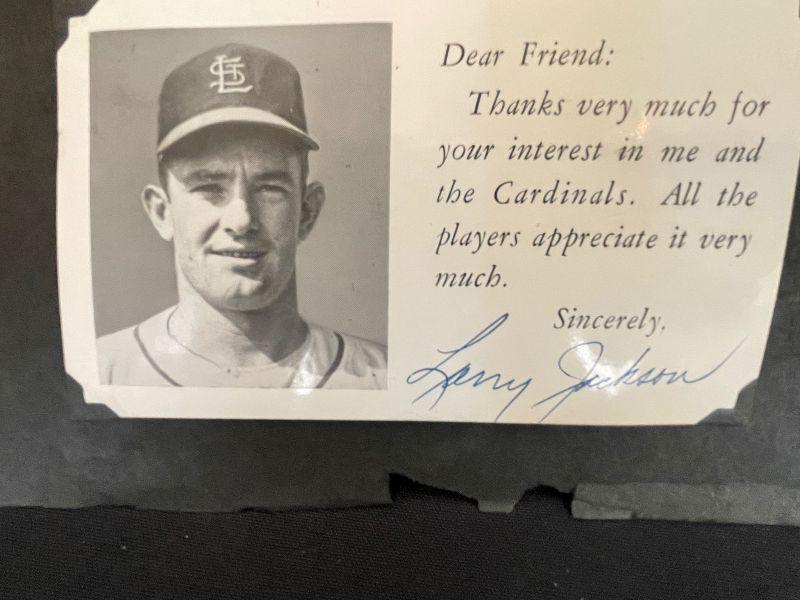 STL
Dear Friend:
Thanks very much for
your interest in me and
the Cardinals. All the
players appreciate it very
much.
Sincerely,
Larry Jackson